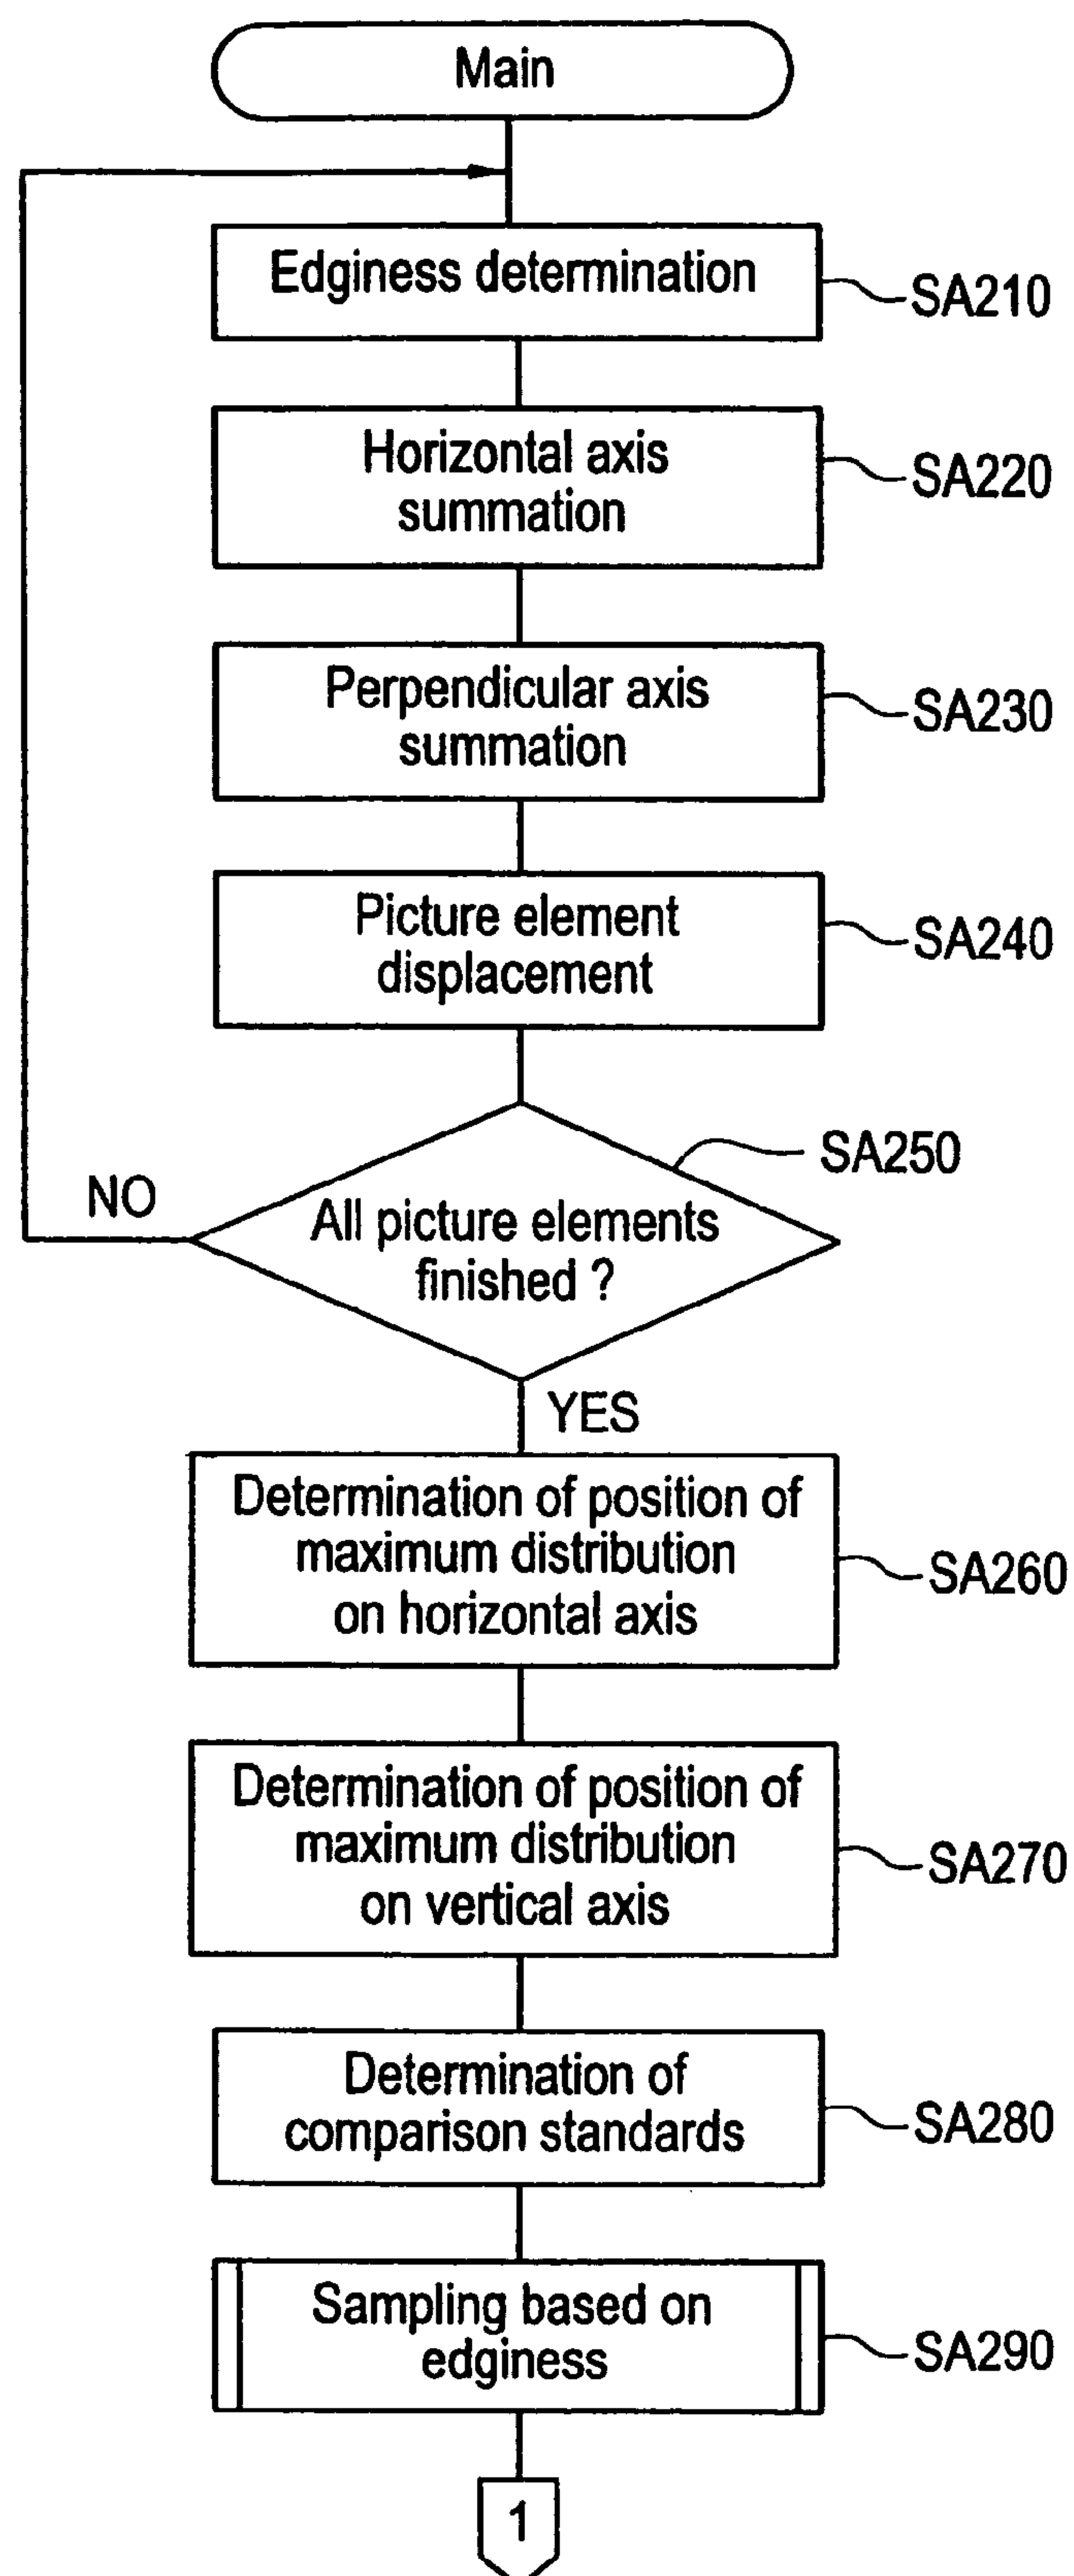 Main
Edginess determination
SA210
Horizontal axis
summation
SA220
Perpendicular axis
summation
SA230
Picture element
displacement
SA240
SA250
NO
All picture elements
finished ?
YES
Determination of position of
maximum distribution
on horizontal axis
SA260
Determination of position of
maximum distribution
on vertical axis
SA270
Determination of
comparison standards
SA280
Sampling based on
edginess
SA290
1